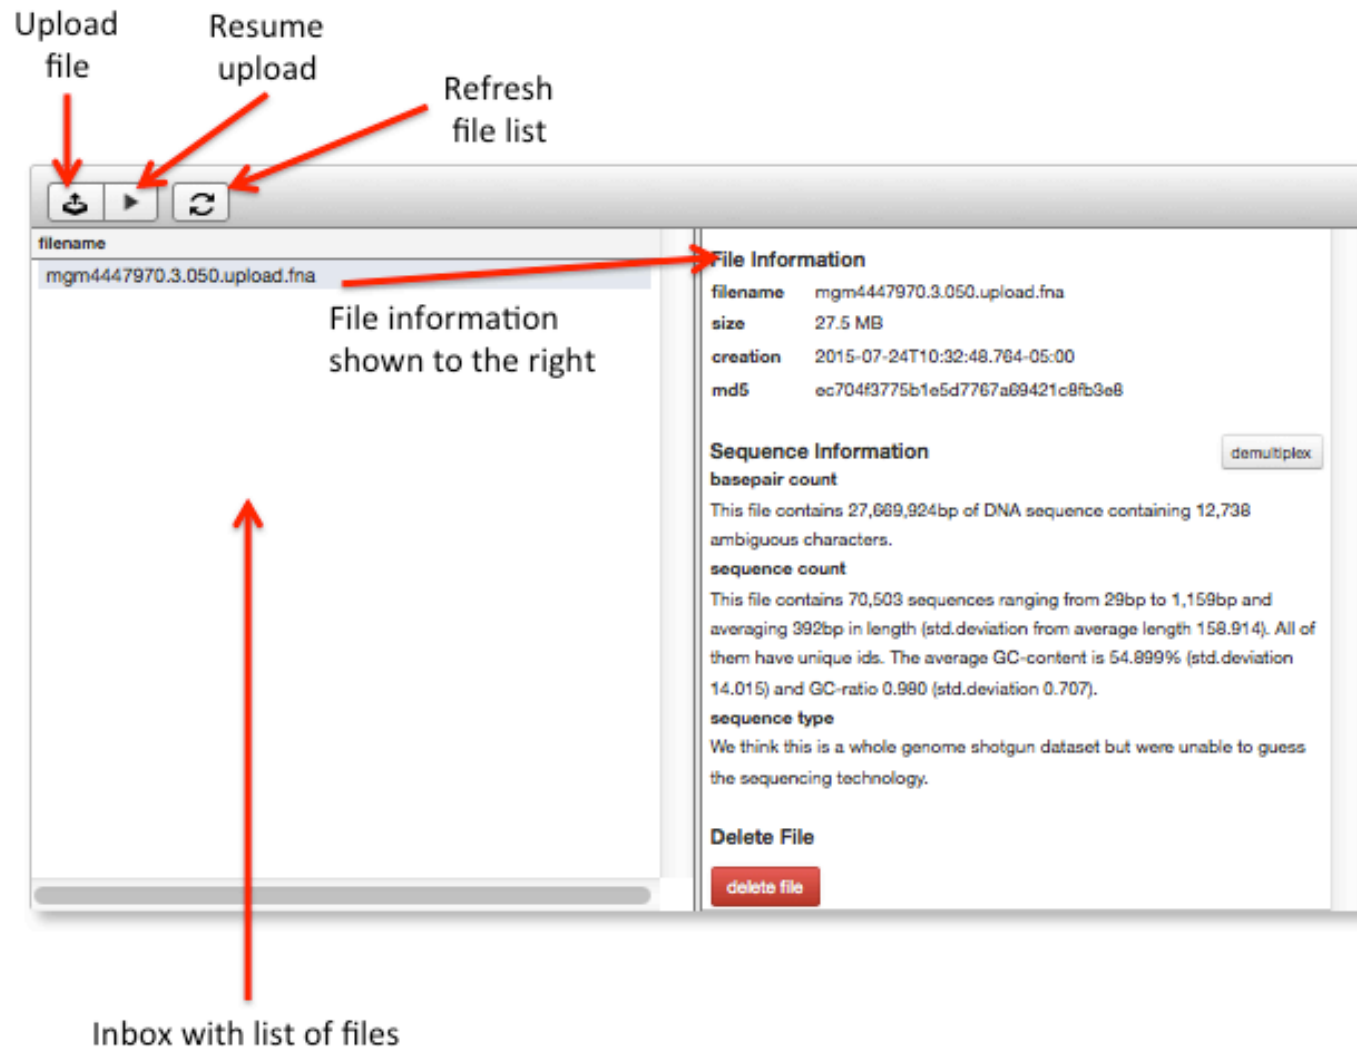 Upload
file
Resume
upload
Refresh
file list
filename
mgm4447970.3.050.upload.fna
File information
shown to the right
File Information
filename mgm4447970.3.050.upload.fna
size 27.5 MB
creation 2015-07-24T10:32:48.764-05:00
md5 ec704f3775b1e5d7767a69421c8fb3e8
Sequence Information
demultiplex
basepair count
This file contains 27,669,924bp of DNA sequence containing 12,738
ambiguous characters.
sequence count
This file contains 70,503 sequences ranging from 29bp to 1,159bp and
averaging 392bp in length (std.deviation from average length 158.914). All of
them have unique ids. The average GC-content is 54.899% (std.deviation
14.015) and GC-ratio 0.980 (std.deviation 0.707).
sequence type
We think this is a whole genome shotgun dataset but were unable to guess
the sequencing technology.
Delete File
delete file
Inbox with list of files